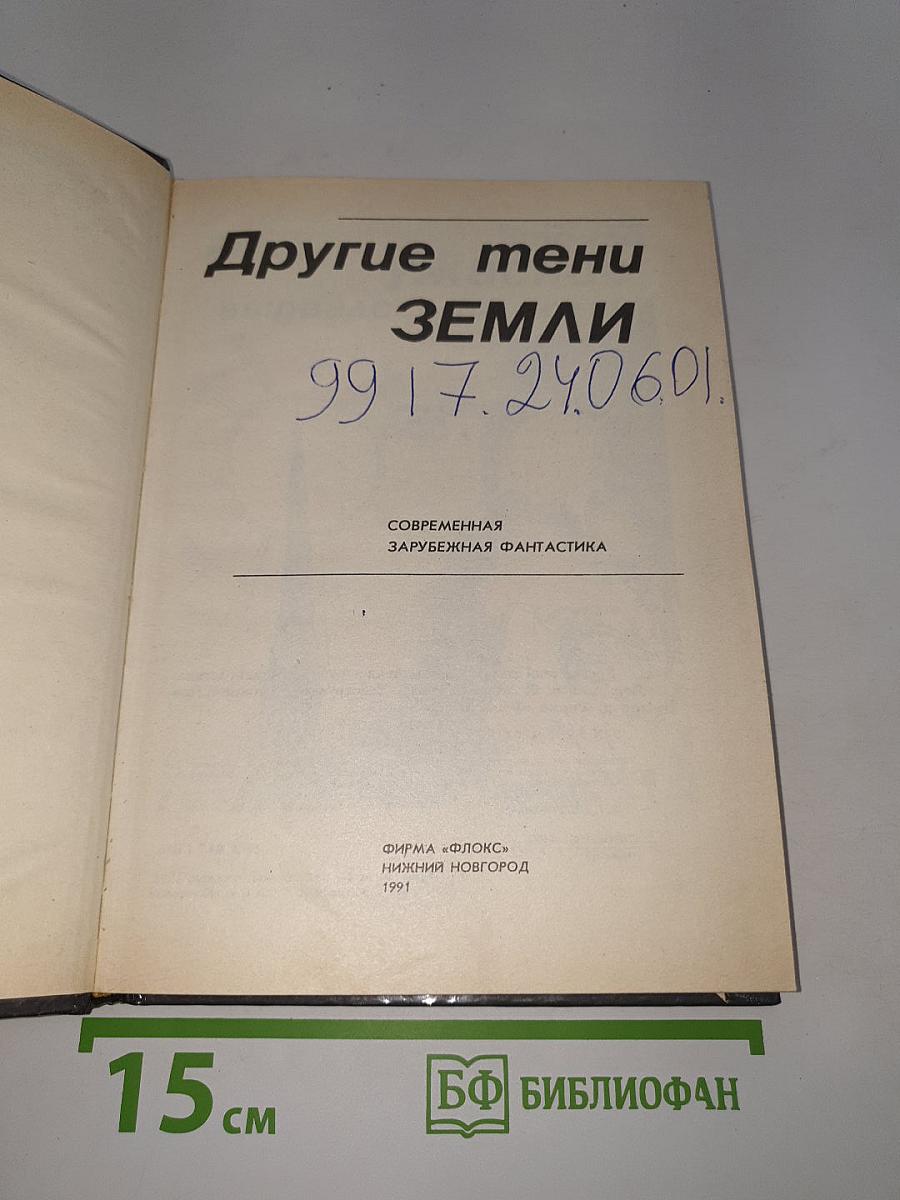 Другие тени
ЗЕМЛИ
9917. 24.06.01.
СОВРЕМЕННАЯ
ЗАРУБЕЖНАЯ ФАНТАСТИКА
ФИРМА «ФЛОКС»
НИЖНИЙ НОВГОРОД
1991
15 см
БФ БИБЛИОФАН